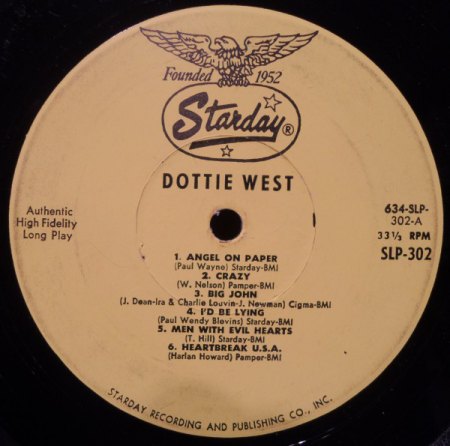 Founded 1952
Starday®
DOTTIE WEST
Authentic
High Fidelity
Long Play
634-SLP-
302-A
33⅓ RPM
SLP-302
1. ANGEL ON PAPER
(Paul Wayne) Starday-BMI
2. CRAZY
(W. Nelson) Pamper-BMI
3. BIG JOHN
(J. Dean-Ira & Charlie Louvin-J. Newman) Cigma-BMI
4. I'D BE LYING
(Paul Wendy Blevins) Starday-BMI
5. MEN WITH EVIL HEARTS
(T. Hill) Starday-BMI
6. HEARTBREAK U.S.A.
(Harlan Howard) Pamper-BMI
STARDAY RECORDING AND PUBLISHING CO., INC.